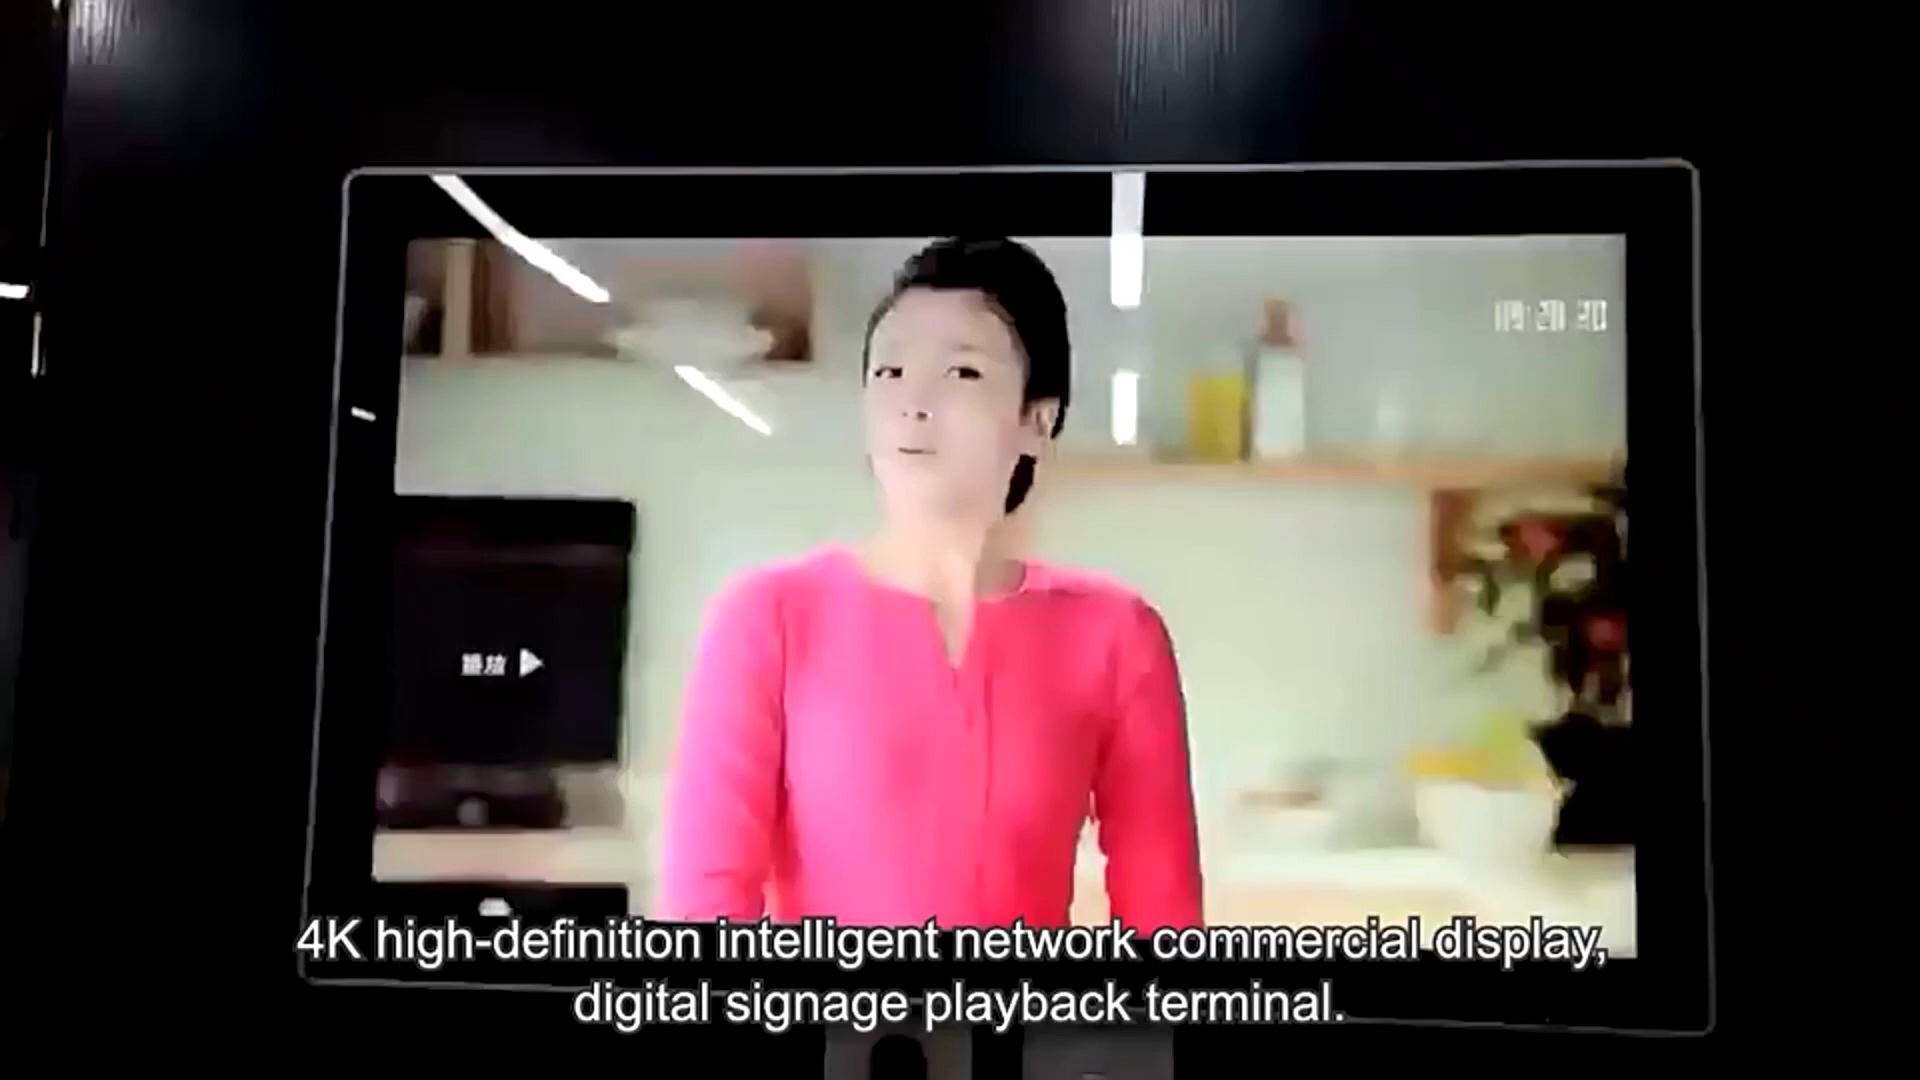 播放
4K high-definition intelligent network commercial display,
digital signage playback terminal.